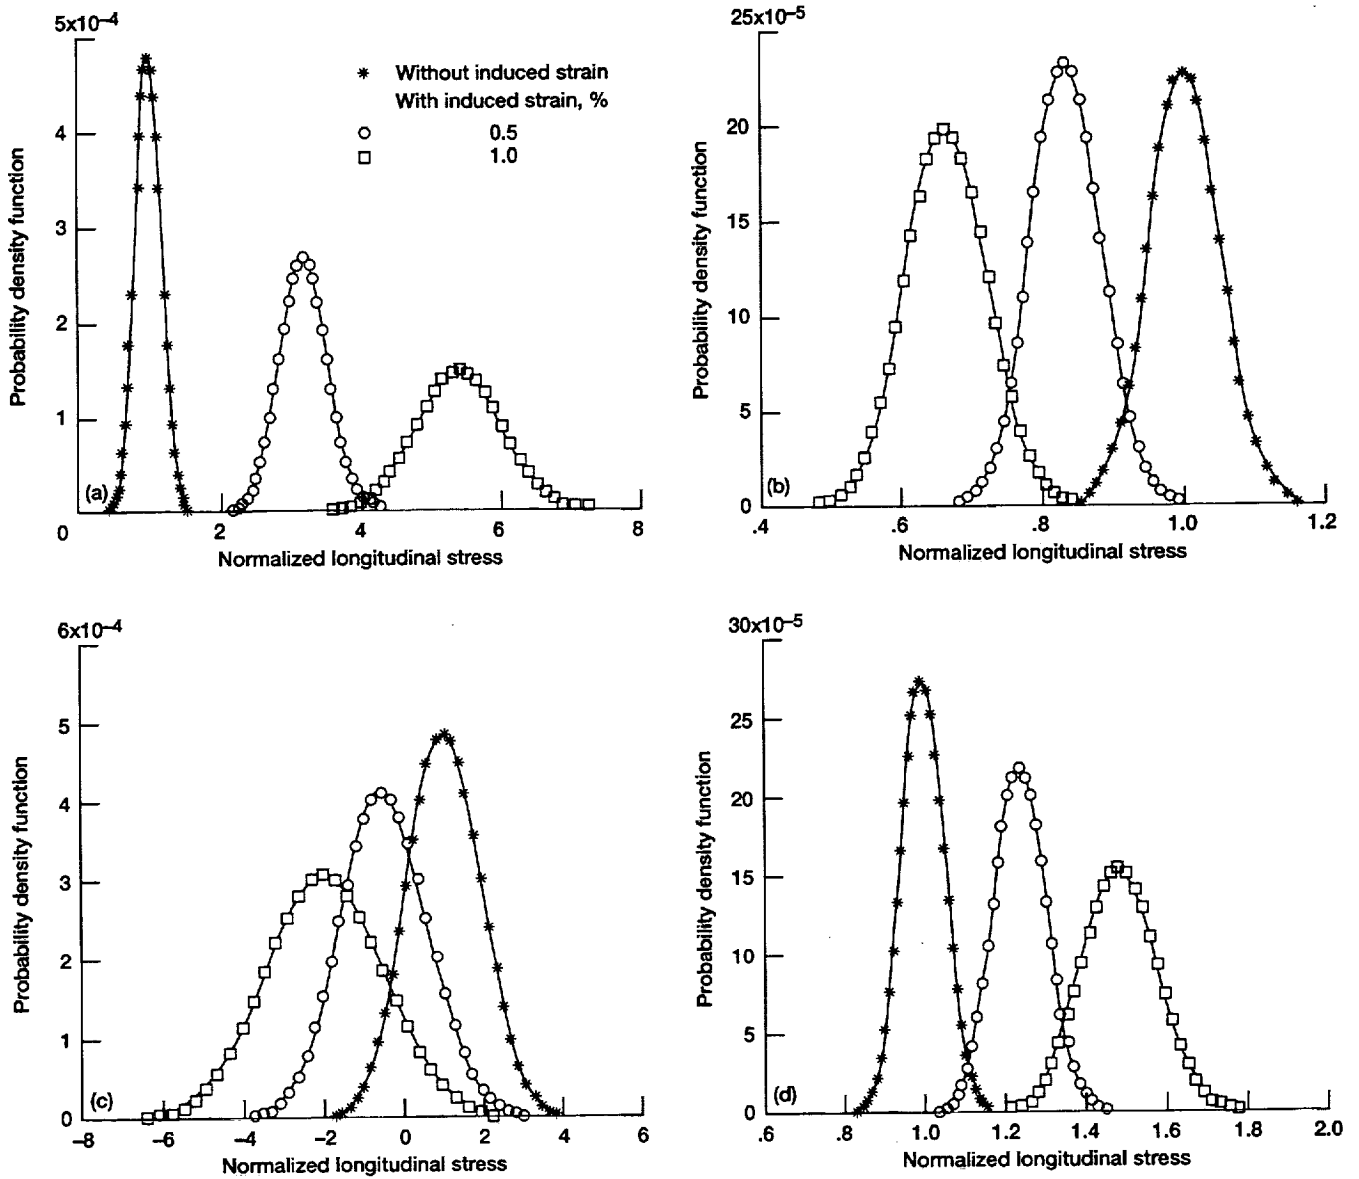 5x10–4
4
3
2
1
0
2
4
6
8
Probability density function
Normalized longitudinal stress
(a)
Without induced strain
With induced strain, %
0.5
1.0
25x10–5
20
15
10
5
0
.4
.6
.8
1.0
1.2
Probability density function
Normalized longitudinal stress
(b)
6x10–4
5
4
3
2
1
0
–8
–6
–4
–2
0
2
4
6
Probability density function
Normalized longitudinal stress
(c)
30x10–5
25
20
15
10
5
0
.6
.8
1.0
1.2
1.4
1.6
1.8
2.0
Probability density function
Normalized longitudinal stress
(d)